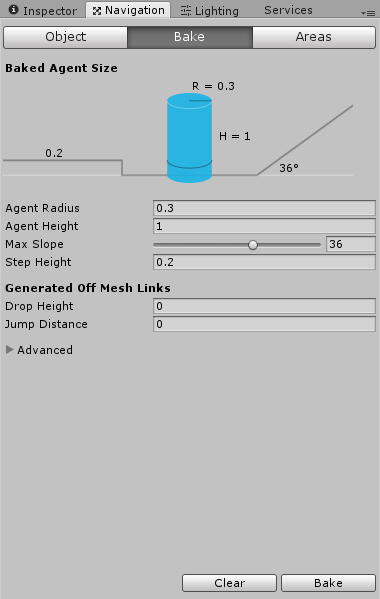 Inspector Navigation Lighting Services
Object Bake Areas
Baked Agent Size
R = 0.3
H = 1
0.2
36°
Agent Radius 0.3
Agent Height 1
Max Slope 36
Step Height 0.2
Generated Off Mesh Links
Drop Height 0
Jump Distance 0
Advanced
Clear Bake